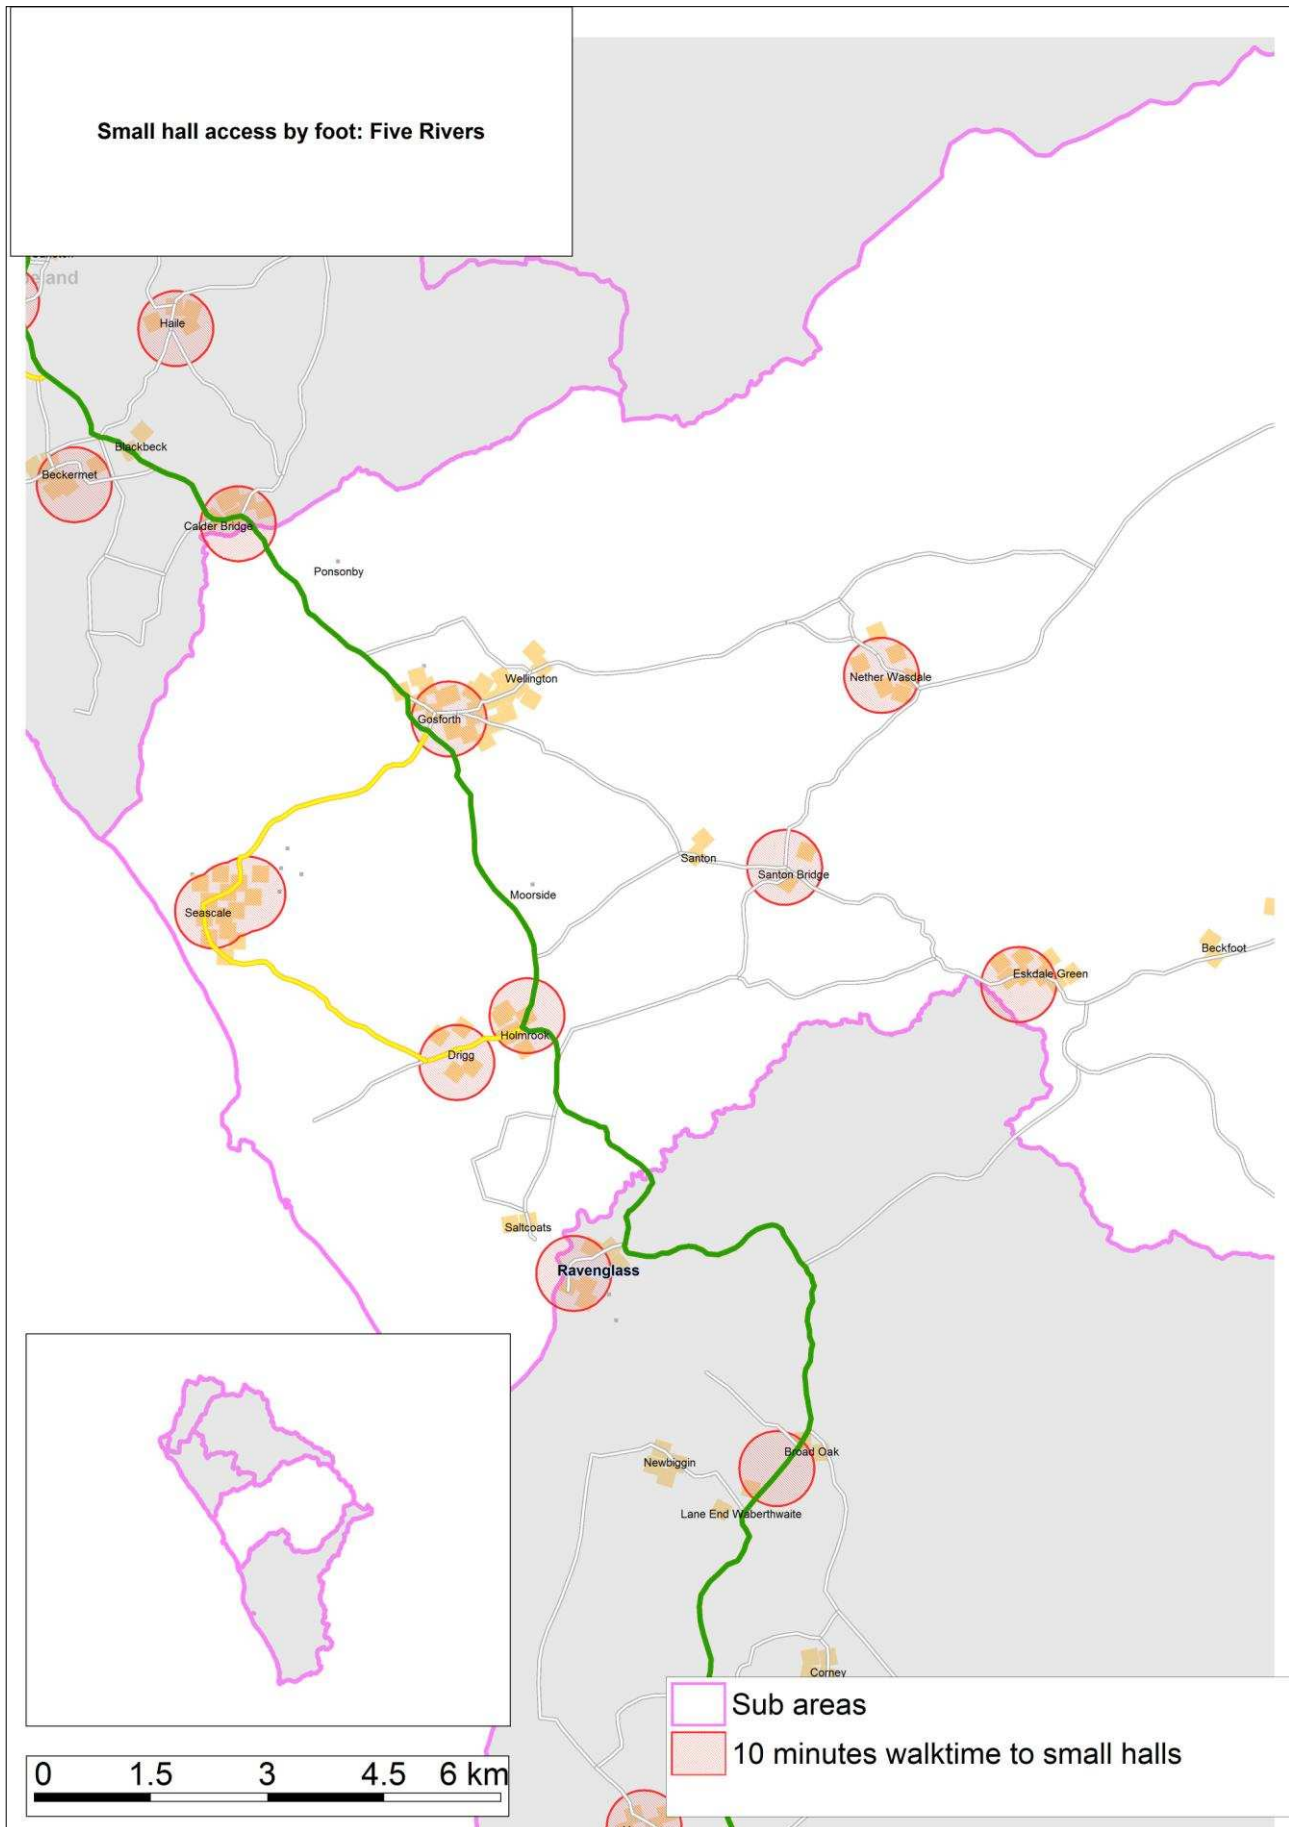 Small hall access by foot: Five Rivers
eland
Haile
Blackbeck
Beckermet
Calder Bridge
Ponsonby
Wellington
Nether Wasdale
Gosforth
Santon
Santon Bridge
Moorside
Seascale
Beckfoot
Eskdale Green
Holmrook
Drigg
Saltcoats
Ravenglass
Broad Oak
Newbiggin
Lane End Waberthwaite
Corney
Sub areas
10 minutes walktime to small halls
0 1.5 3 4.5 6 km